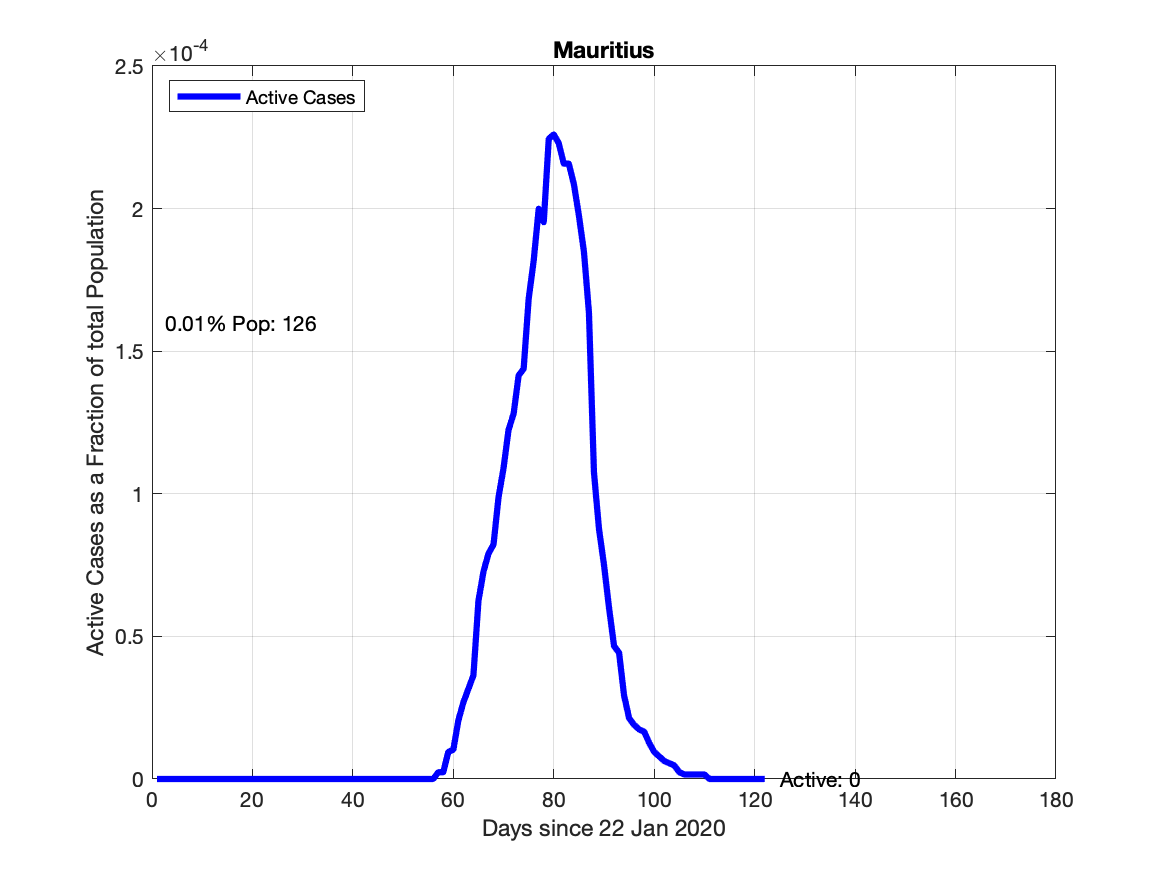 Mauritius
×10-4
2.5
2
1.5
1
0.5
0
Active Cases as a Fraction of total Population
Active Cases
0.01% Pop: 126
Active: 0
0 20 40 60 80 100 120 140 160 180
Days since 22 Jan 2020